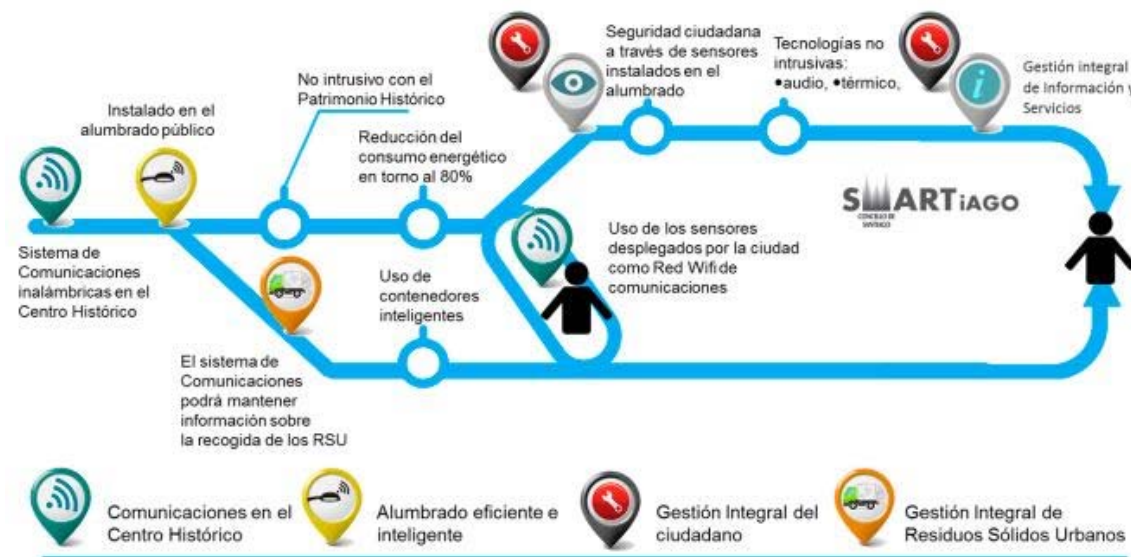 Sistema de
Comunicaciones
inalámbricas en el
Centro Histórico
Instalado en el
alumbrado público
No intrusivo con el
Patrimonio Histórico
Reducción del
consumo energético
en torno al 80%
El sistema de
Comunicaciones
podrá mantener
información sobre
la recogida de los RSU
Uso de
contenedores
inteligentes
Uso de los sensores
desplegados por la ciudad
como Red Wifi de
comunicaciones
Seguridad ciudadana
a través de sensores
instalados en el
alumbrado
Tecnologías no
intrusivas:
•audio, •térmico,
Gestión integral
de Información y
Servicios
SMARTiAGO
CONCELLO DE
SANTIAGO
Comunicaciones en el
Centro Histórico
Alumbrado eficiente e
inteligente
Gestión Integral del
ciudadano
Gestión Integral de
Residuos Sólidos Urbanos